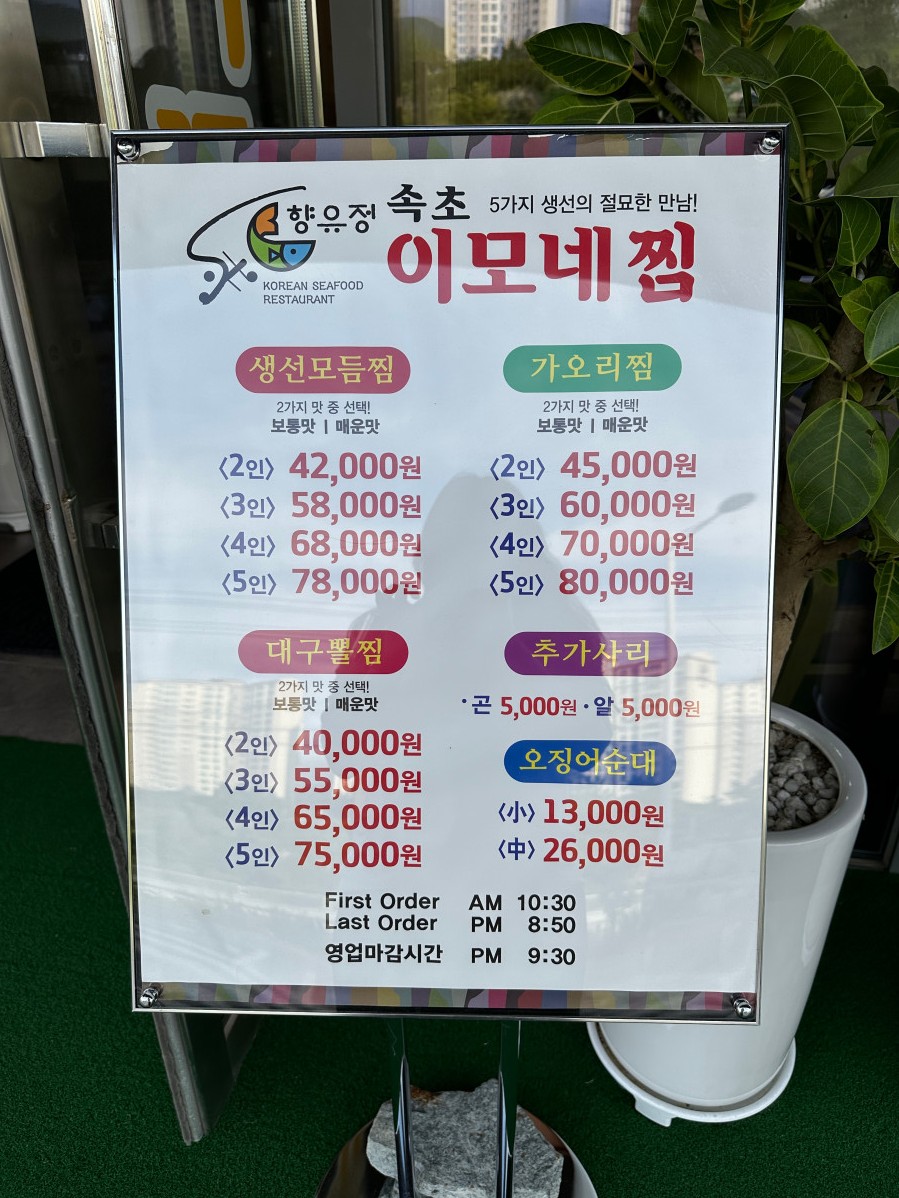 향유정
KOREAN SEAFOOD
RESTAURANT
속초 5가지 생선의 절묘한 만남!
이모네찜
생선모듬찜
2가지 맛 중 선택!
보통맛 | 매운맛
〈2인〉 42,000원
〈3인〉 58,000원
〈4인〉 68,000원
〈5인〉 78,000원
가오리찜
2가지 맛 중 선택!
보통맛 | 매운맛
〈2인〉 45,000원
〈3인〉 60,000원
〈4인〉 70,000원
〈5인〉 80,000원
대구뽈찜
2가지 맛 중 선택!
보통맛 | 매운맛
〈2인〉 40,000원
〈3인〉 55,000원
〈4인〉 65,000원
〈5인〉 75,000원
추가사리
·곤 5,000원 ·알 5,000원
오징어순대
〈小〉 13,000원
〈中〉 26,000원
First Order AM 10:30
Last Order PM 8:50
영업마감시간 PM 9:30